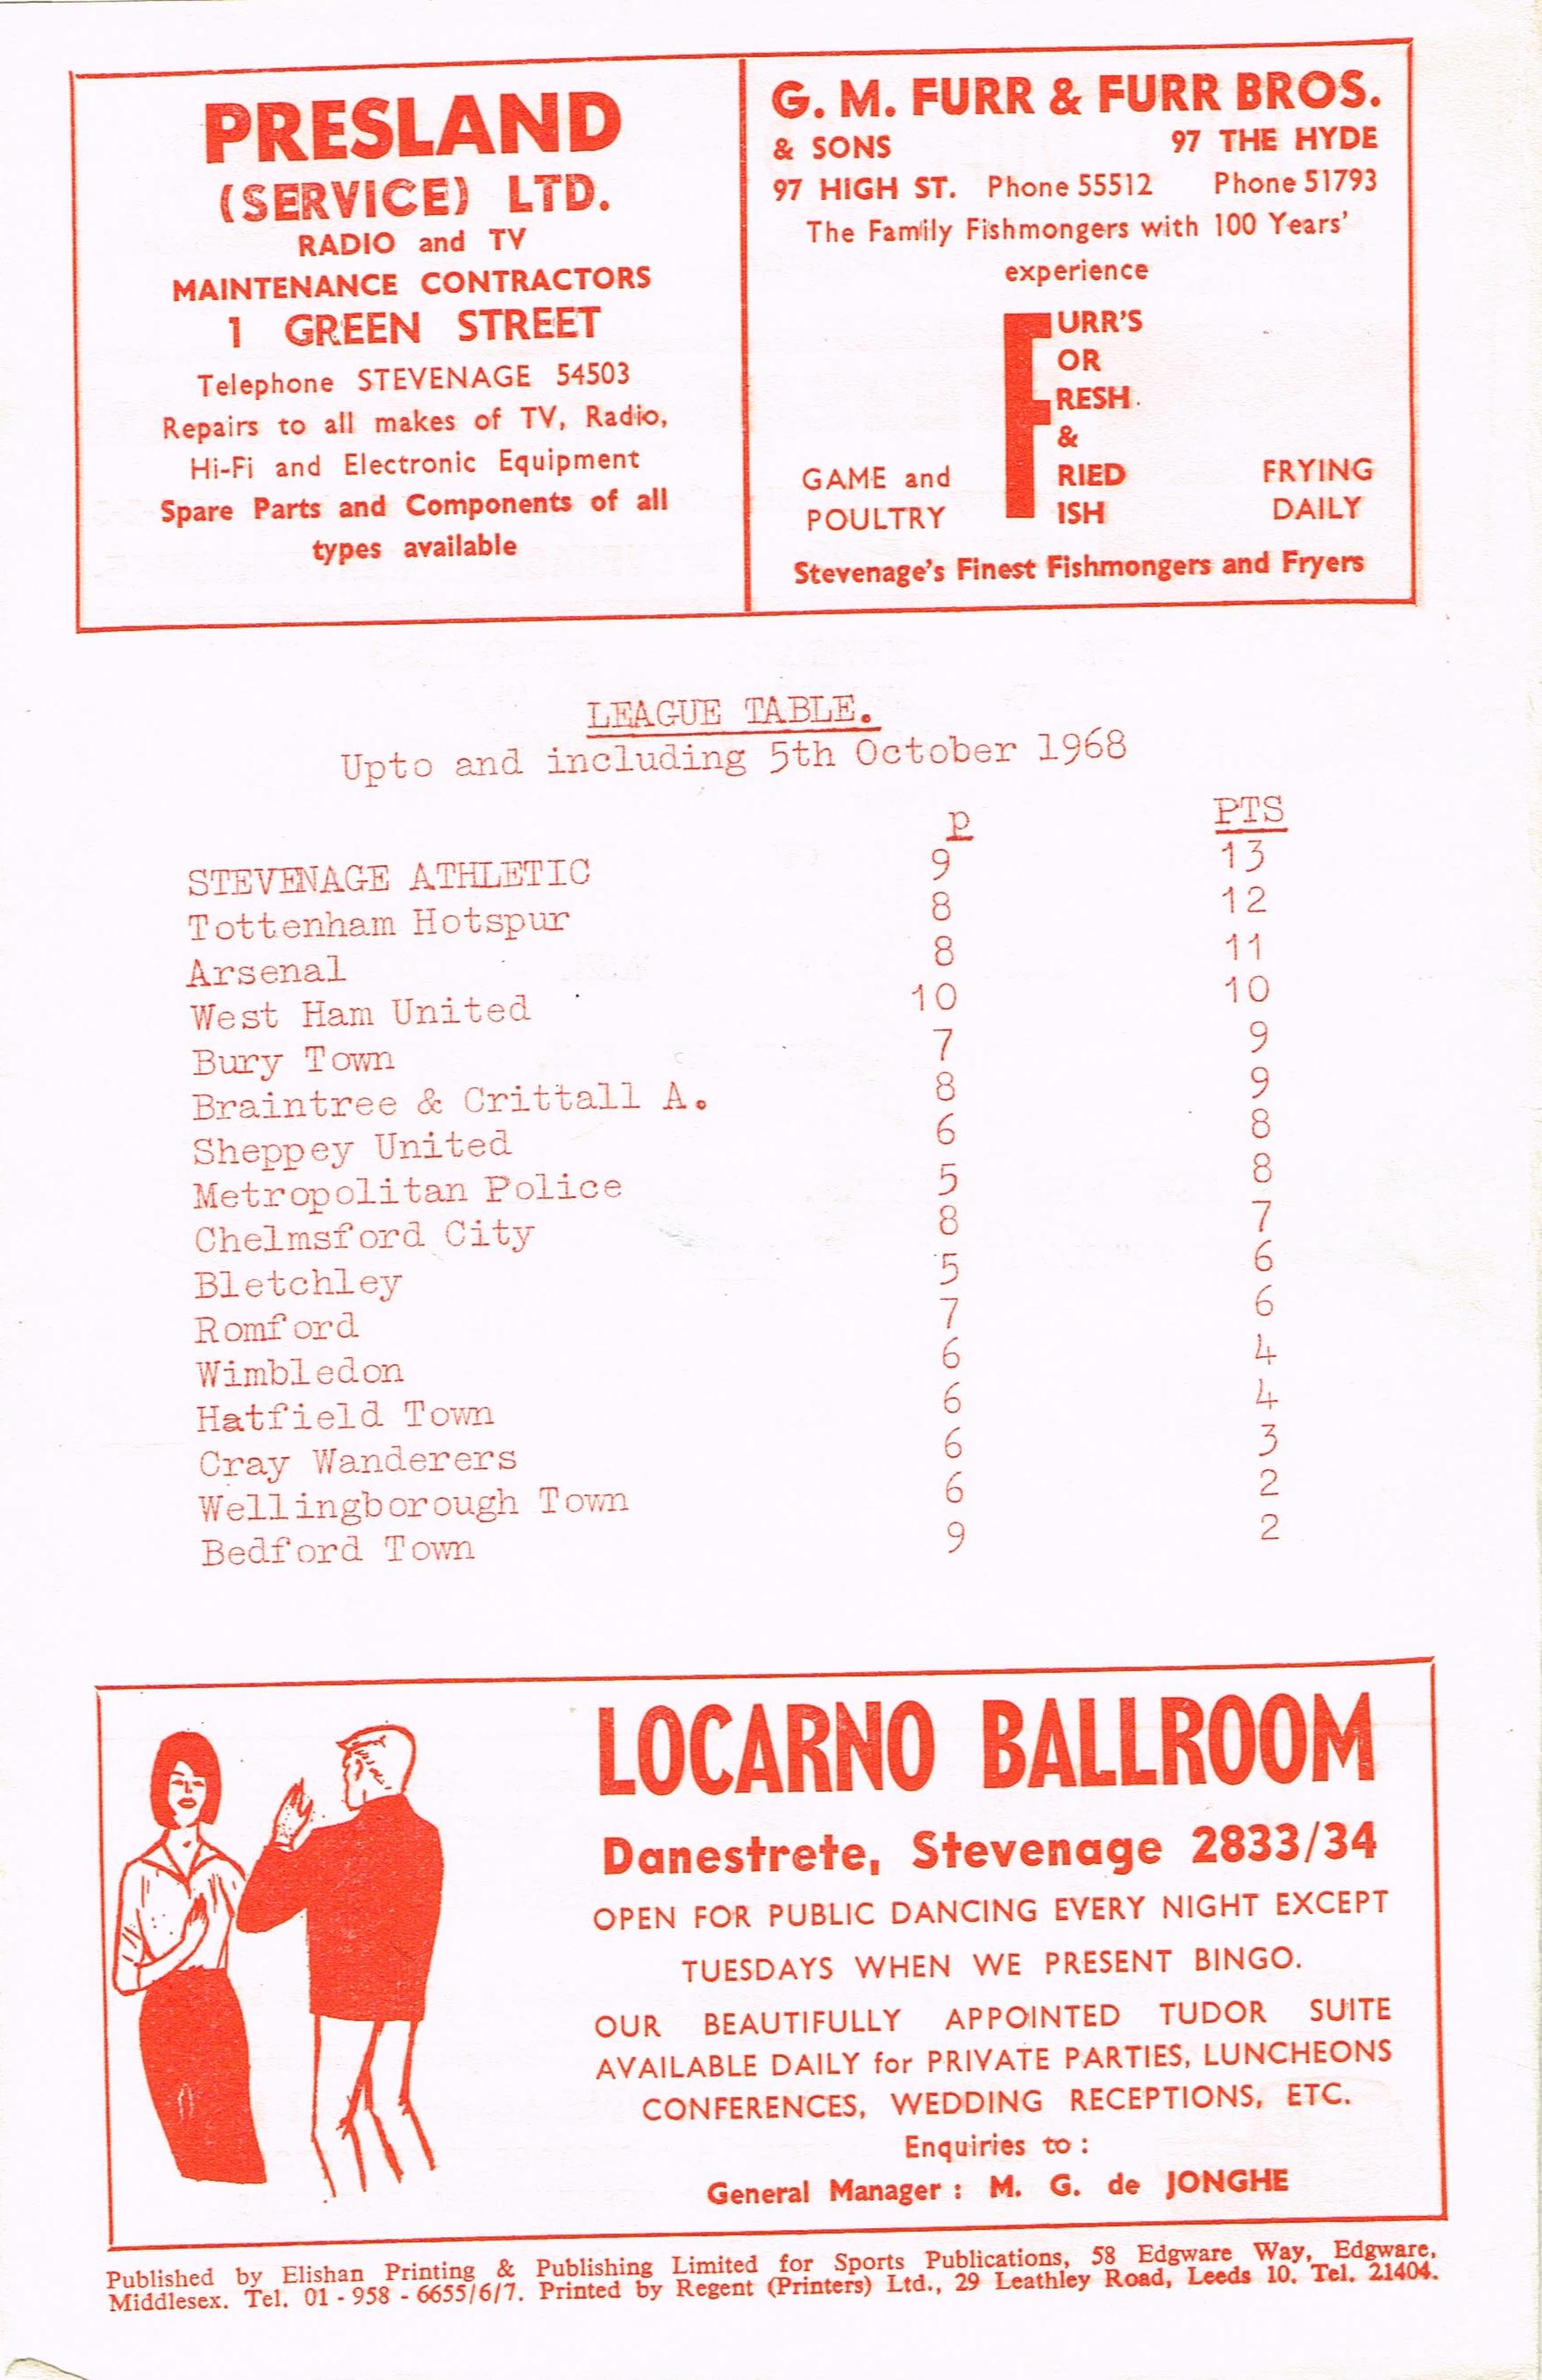 PRESLAND
(SERVICE) LTD.
RADIO and TV
MAINTENANCE CONTRACTORS
1 GREEN STREET
Telephone STEVENAGE 54503
Repairs to all makes of TV, Radio,
Hi-Fi and Electronic Equipment
Spare Parts and Components of all
types available
G. M. FURR & FURR BROS.
& SONS 97 THE HYDE
97 HIGH ST. Phone 55512 Phone 51793
The Family Fishmongers with 100 Years'
experience
FURR'S
OR
RESH
&
RIED
ISH
GAME and
POULTRY
FRYING
DAILY
Stevenage's Finest Fishmongers and Fryers
LEAGUE TABLE.
Upto and including 5th October 1968
p PTS
STEVENAGE ATHLETIC 9 13
Tottenham Hotspur 8 12
Arsenal 8 11
West Ham United 10 10
Bury Town 7 9
Braintree & Crittall A. 8 9
Sheppey United 6 8
Metropolitan Police 5 8
Chelmsford City 8 7
Bletchley 5 6
Romford 7 6
Wimbledon 6 4
Hatfield Town 6 4
Cray Wanderers 6 3
Wellingborough Town 6 2
Bedford Town 9 2
LOCARNO BALLROOM
Danestrete, Stevenage 2833/34
OPEN FOR PUBLIC DANCING EVERY NIGHT EXCEPT
TUESDAYS WHEN WE PRESENT BINGO.
OUR BEAUTIFULLY APPOINTED TUDOR SUITE
AVAILABLE DAILY for PRIVATE PARTIES, LUNCHEONS
CONFERENCES, WEDDING RECEPTIONS, ETC.
Enquiries to :
General Manager : M. G. de JONGHE
Published by Elishan Printing & Publishing Limited for Sports Publications, 58 Edgware Way, Edgware,
Middlesex. Tel. 01 - 958 - 6655/6/7. Printed by Regent (Printers) Ltd., 29 Leathley Road, Leeds 10. Tel. 21404.